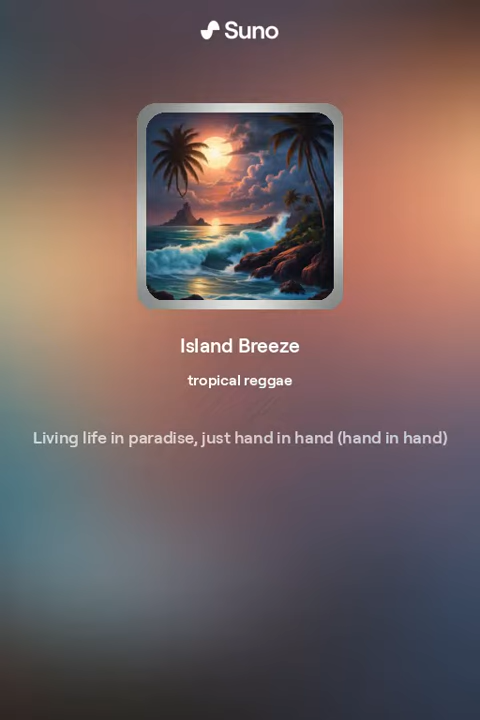 Suno
Island Breeze
tropical reggae
Living life in paradise, just hand in hand (hand in hand)